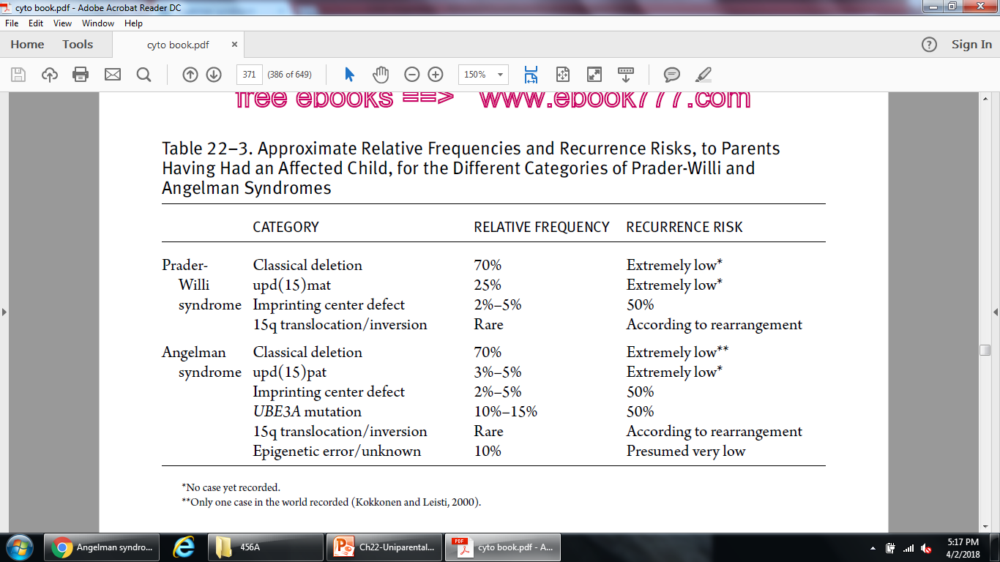 cyto book.pdf - Adobe Acrobat Reader DC
File Edit View Window Help
Home Tools cyto book.pdf × Sign In
371 (386 of 649) 150%
free ebooks ==> www.ebook777.com
Table 22–3. Approximate Relative Frequencies and Recurrence Risks, to Parents
Having Had an Affected Child, for the Different Categories of Prader-Willi and
Angelman Syndromes
CATEGORY RELATIVE FREQUENCY RECURRENCE RISK
Prader- Classical deletion 70% Extremely low*
Willi upd(15)mat 25% Extremely low*
syndrome Imprinting center defect 2%–5% 50%
15q translocation/inversion Rare According to rearrangement
Angelman Classical deletion 70% Extremely low**
syndrome upd(15)pat 3%–5% Extremely low*
Imprinting center defect 2%–5% 50%
UBE3A mutation 10%–15% 50%
15q translocation/inversion Rare According to rearrangement
Epigenetic error/unknown 10% Presumed very low
*No case yet recorded.
**Only one case in the world recorded (Kokkonen and Leisti, 2000).
Angelman syndro... 456A Ch22-Uniparental... cyto book.pdf - A... 5:17 PM
4/2/2018